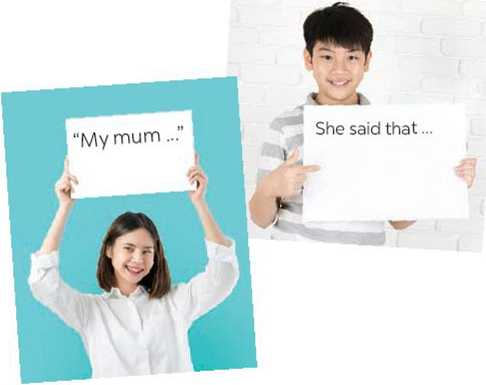 “My mum ...”
She said that ...